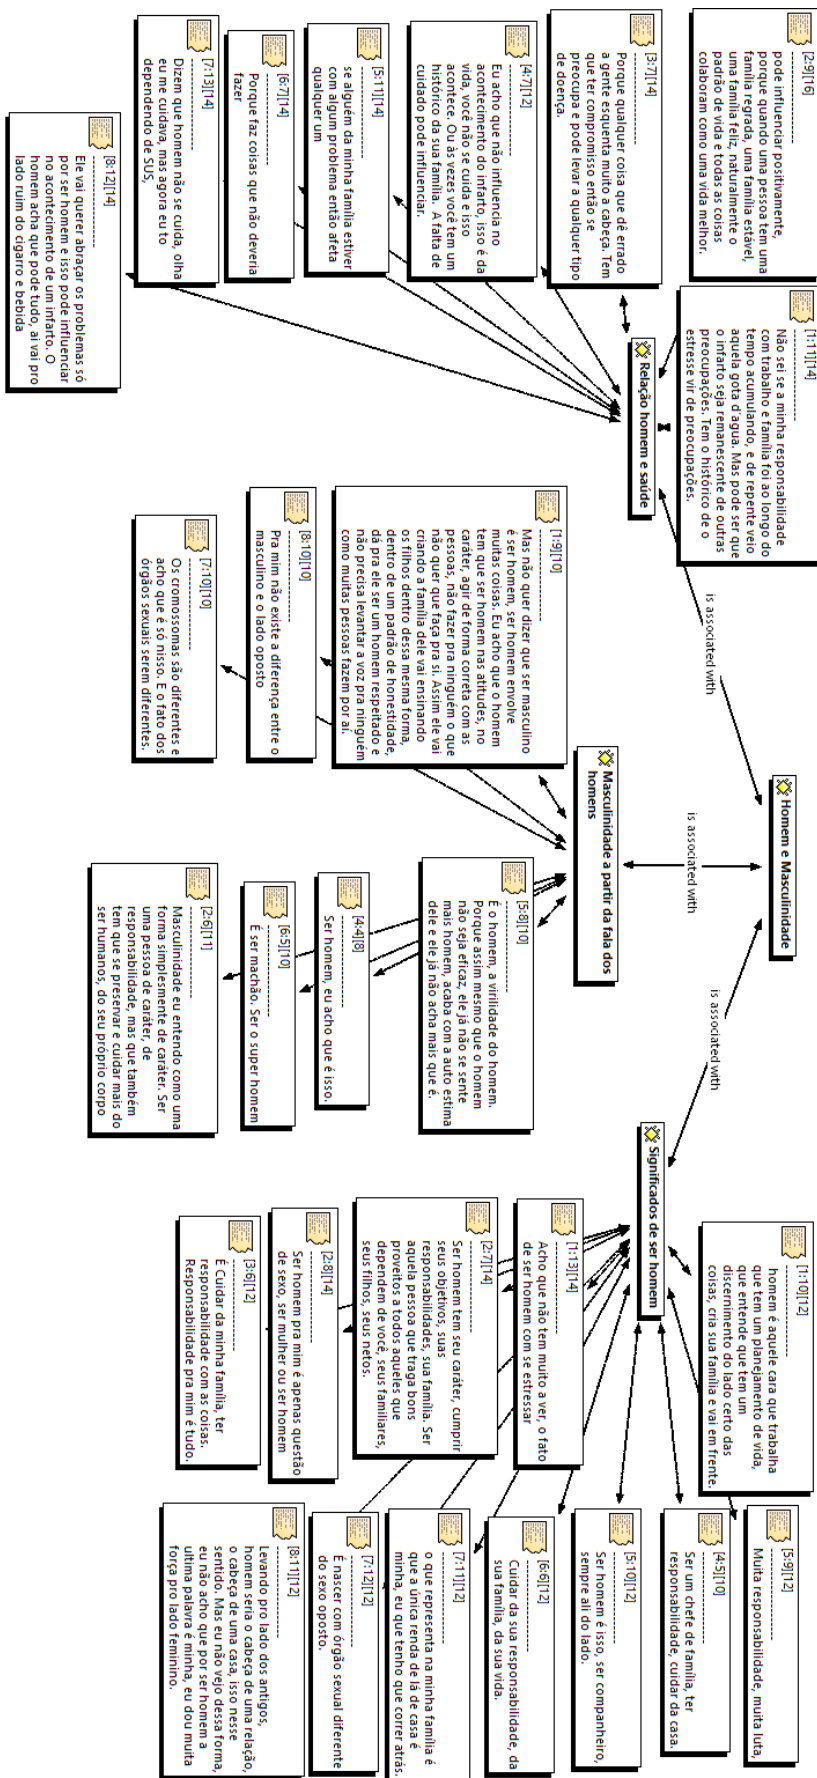 Homem e Masculinidade
is associated with
is associated with
is associated with
Relação homem e saúde
Masculinidade a partir da fala dos
homens
Significados de ser homem
[2:9][16]
pode influenciar positivamente,
porque quando uma pessoa tem uma
família regrada, uma família estável,
uma família feliz, naturalmente o
padrão de vida e todas as coisas
colaboram como uma vida melhor.
[1:11][14]
Não sei se a minha responsabilidade
com trabalho e família foi ao longo do
tempo acumulando, e de repente veio
aquela gota d'agua. Mas pode ser que
o infarto seja remanescente de outras
preocupações. Tem o histórico de o
estresse vir de preocupações.
[3:7][14]
Porque qualquer coisa que dê errado
a gente esquenta muito a cabeça. Tem
que ter compromisso então se
preocupa e pode levar a qualquer tipo
de doença.
[4:7][12]
Eu acho que não influencia no
acontecimento do infarto, isso é da
vida, você não se cuida e isso
acontece. Ou às vezes você tem um
histórico da sua família. A falta de
cuidado pode influenciar.
[5:11][14]
se alguém da minha família estiver
com algum problema então afeta
qualquer um
[6:7][14]
Porque faz coisas que não deveria
fazer
[7:13][14]
Dizem que homem não se cuida, olha
eu me cuidava, mas agora eu to
dependendo de SUS,
[8:12][14]
Ele vai querer abraçar os problemas só
por ser homem e isso pode influenciar
no acontecimento de um infarto. O
homem acha que pode tudo, ai vai pro
lado ruim do cigarro e bebida
[1:9][10]
Mas não quer dizer que ser masculino
é ser homem, ser homem envolve
muitas coisas. Eu acho que o homem
tem que ser homem nas atitudes, no
caráter, agir de forma correta com as
pessoas, não fazer pra ninguém o que
não quer que faça pra si. Assim ele vai
criando a família dele vai ensinando
os filhos dentro dessa mesma forma,
dentro de um padrão de honestidade,
dá pra ele ser um homem respeitado e
não precisa levantar a voz pra ninguém
como muitas pessoas fazem por aí.
[8:10][10]
Pra mim não existe a diferença entre o
masculino e o lado oposto
[7:10][10]
Os cromossomas são diferentes e
acho que é só nisso. E o fato dos
órgãos sexuais serem diferentes.
[5:8][10]
É o homem, a virilidade do homem.
Porque assim mesmo que o homem
não seja eficaz, ele já não se sente
mais homem, acaba com a auto estima
dele e ele já não acha mais que é.
[4:4][8]
Ser homem, eu acho que é isso.
[6:5][10]
É ser machão. Ser o super homem
[2:6][11]
Masculinidade eu entendo como uma
forma simplesmente de caráter. Ser
uma pessoa de caráter, de
responsabilidade, mas que também
tem que se preservar e cuidar mais do
ser humanos, do seu próprio corpo
[1:10][12]
homem é aquele cara que trabalha
que tem um planejamento de vida,
que entende que tem um
discernimento do lado certo das
coisas, cria sua família e vai em frente.
[1:13][14]
Acho que não tem muito a ver, o fato
de ser homem com se estressar
[2:7][14]
Ser homem tem seu caráter, cumprir
seus objetivos, suas
responsabilidades, sua família. Ser
aquela pessoa que traga bons
proveitos a todos aqueles que
dependem de você, seus familiares,
seus filhos, seus netos.
[2:8][14]
Ser homem pra mim é apenas questão
de sexo, ser mulher ou ser homem
[3:6][12]
É Cuidar da minha família, ter
responsabilidade com as coisas.
Responsabilidade pra mim é tudo.
[5:9][12]
Muita responsabilidade, muita luta,
[4:5][10]
Ser um chefe de família, ter
responsabilidade, cuidar da casa.
[5:10][12]
Ser homem é isso, ser companheiro,
sempre ali do lado.
[6:6][12]
Cuidar da sua responsabilidade, da
sua família, da sua vida.
[7:11][12]
o que representa na minha família é
que a única renda de lá de casa é
minha, eu que tenho que correr atrás.
[7:12][12]
É nascer com órgão sexual diferente
do sexo oposto.
[8:11][12]
Levando pro lado dos antigos,
homem seria o cabeça de uma relação,
o cabeça de uma casa, isso nesse
sentido. Mas eu não vejo dessa forma,
eu não acho que por ser homem a
ultima palavra é minha, eu dou muita
força pro lado feminino.